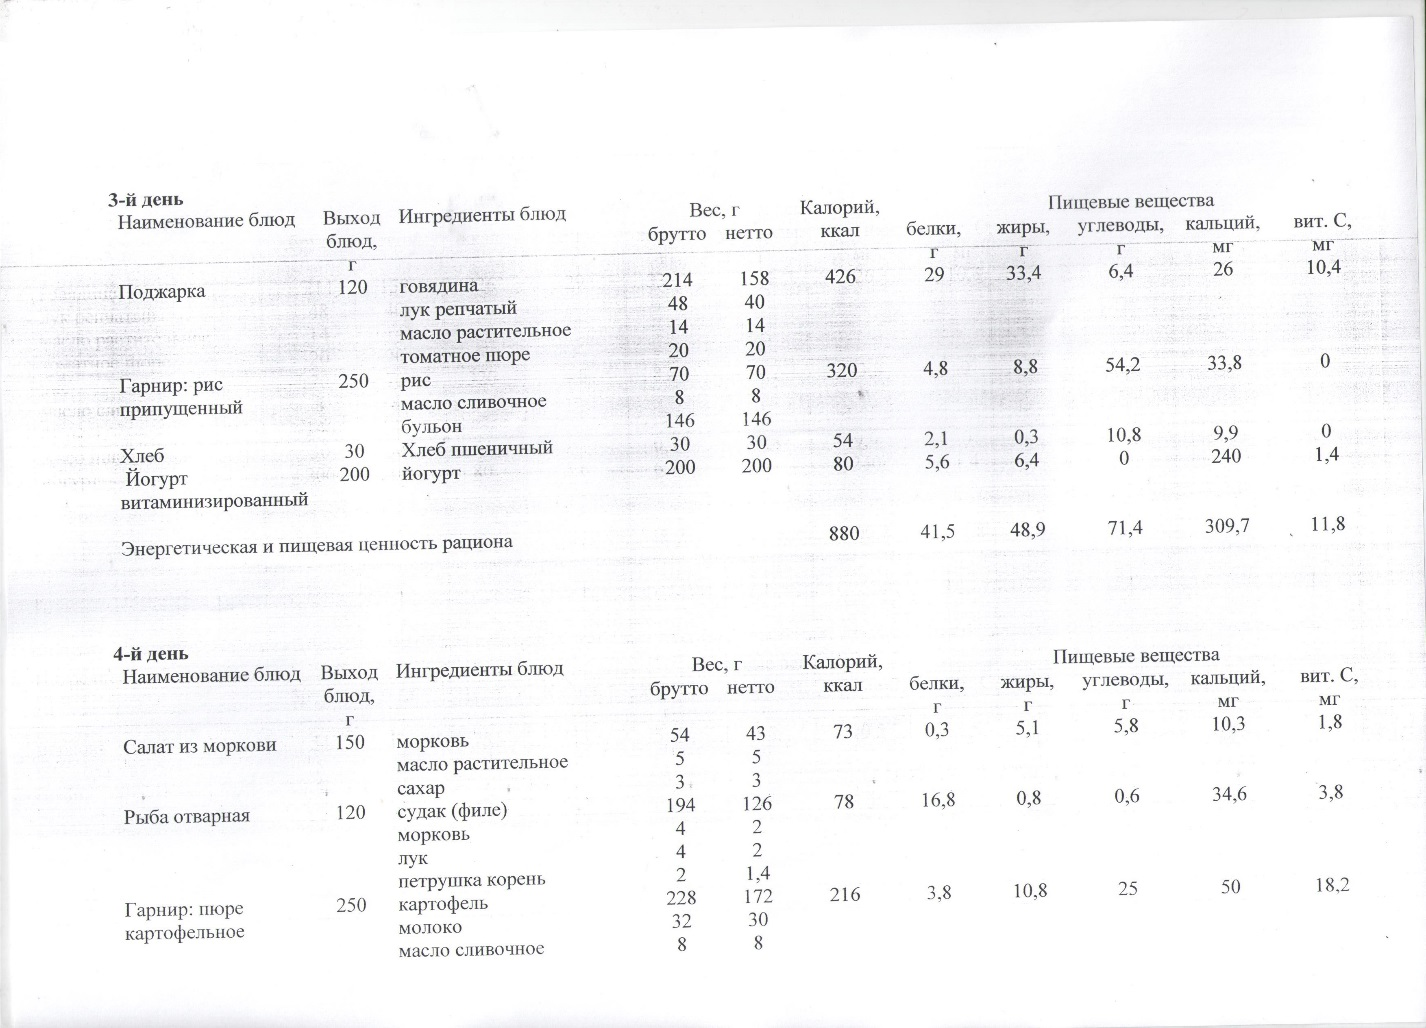 3-й день
Наименование блюд Выход блюд, г Ингредиенты блюд Вес, г брутто нетто Калорий, ккал Пищевые вещества белки, г жиры, г углеводы, г кальций, мг вит. С, мг
Поджарка 120 говядина 214 158 426 29 33,4 6,4 26 10,4
лук репчатый 48 40
масло растительное 14 14
томатное пюре 20 20
Гарнир: рис 250 рис 70 70 320 4,8 8,8 54,2 33,8 0
припущенный масло сливочное 8 8
бульон 146 146
Хлеб 30 Хлеб пшеничный 30 30 54 2,1 0,3 10,8 9,9 0
Йогурт 200 йогурт 200 200 80 5,6 6,4 0 240 1,4
витаминизированный
Энергетическая и пищевая ценность рациона 880 41,5 48,9 71,4 309,7 11,8
4-й день
Наименование блюд Выход блюд, г Ингредиенты блюд Вес, г брутто нетто Калорий, ккал Пищевые вещества белки, г жиры, г углеводы, г кальций, мг вит. С, мг
Салат из моркови 150 морковь 54 43 73 0,3 5,1 5,8 10,3 1,8
масло растительное 5 5
сахар 3 3
Рыба отварная 120 судак (филе) 194 126 78 16,8 0,8 0,6 34,6 3,8
морковь 4 2
лук 4 2
петрушка корень 2 1,4
Гарнир: пюре 250 картофель 228 172 216 3,8 10,8 25 50 18,2
картофельное молоко 32 30
масло сливочное 8 8